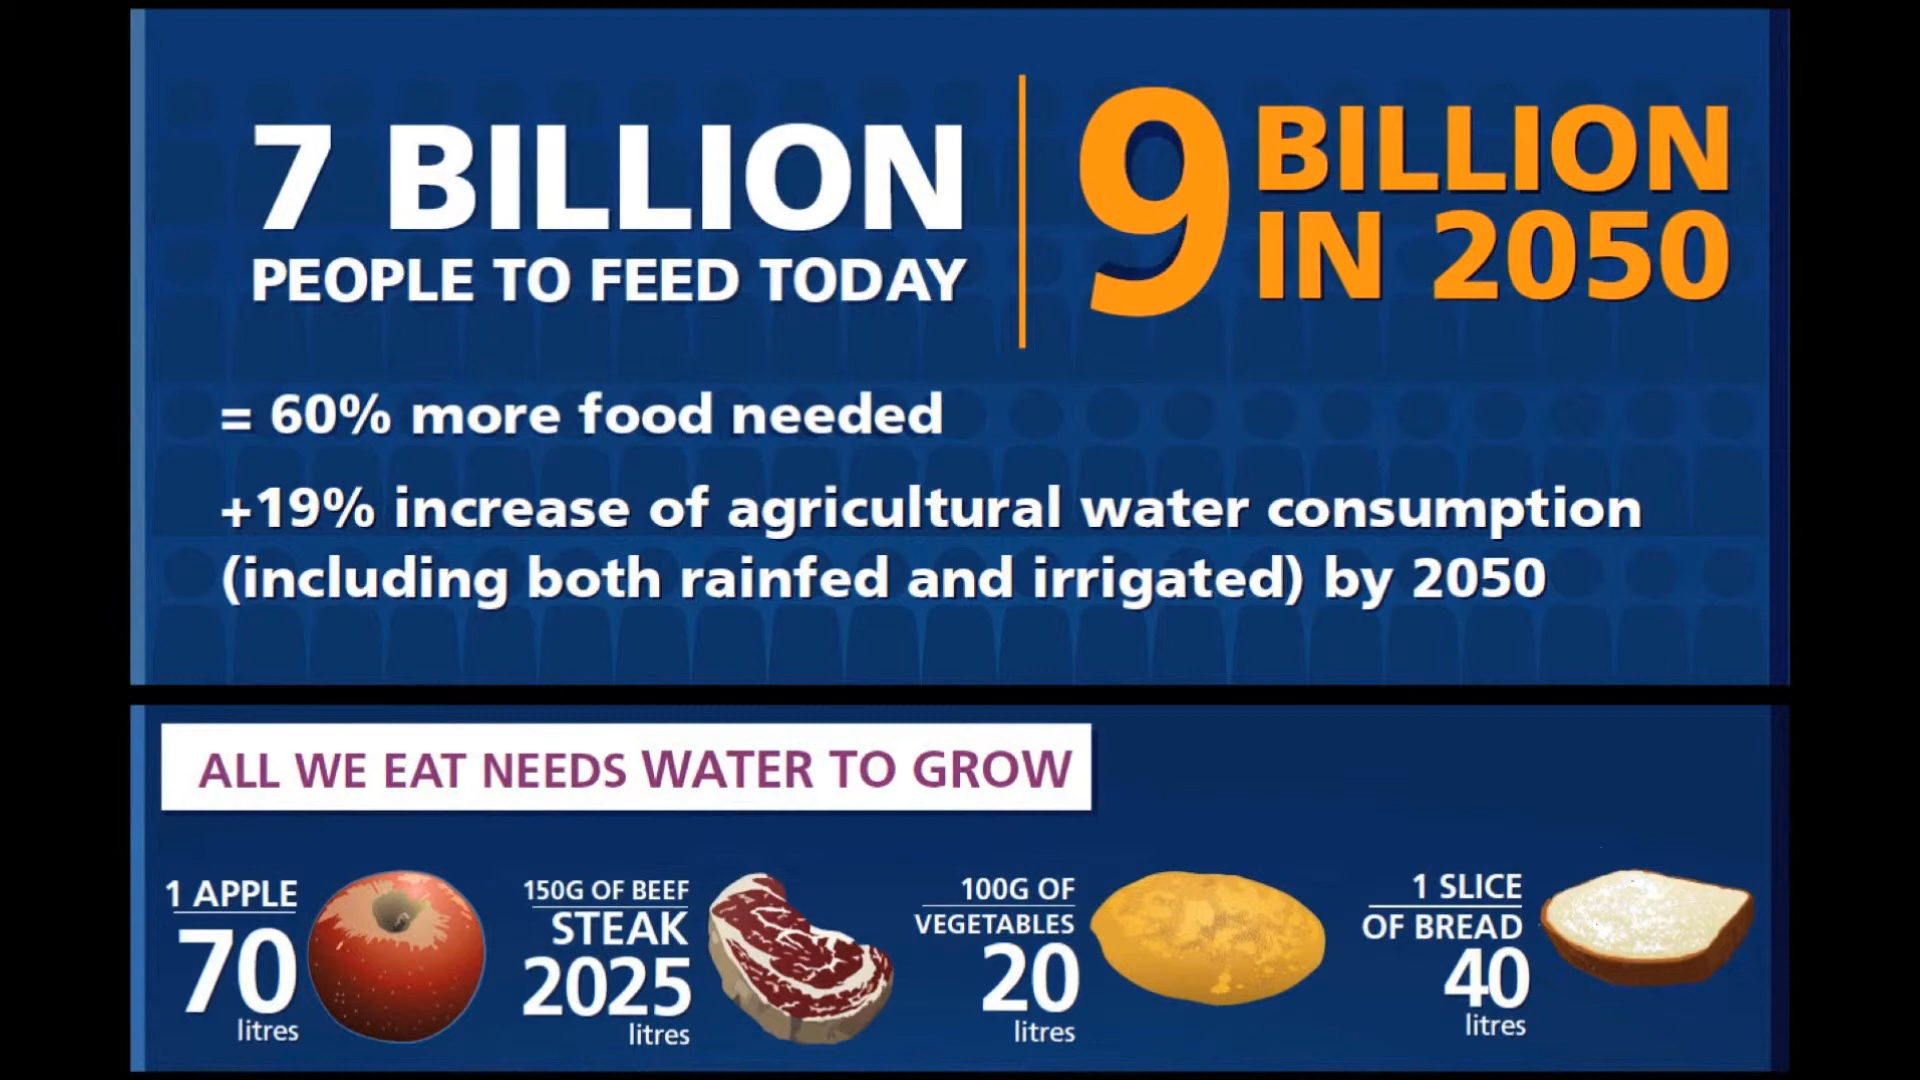 7 BILLION
PEOPLE TO FEED TODAY
9 BILLION
IN 2050
= 60% more food needed
+19% increase of agricultural water consumption
(including both rainfed and irrigated) by 2050
ALL WE EAT NEEDS WATER TO GROW
1 APPLE
70
litres
150G OF BEEF
STEAK
2025
litres
100G OF
VEGETABLES
20
litres
1 SLICE
OF BREAD
40
litres